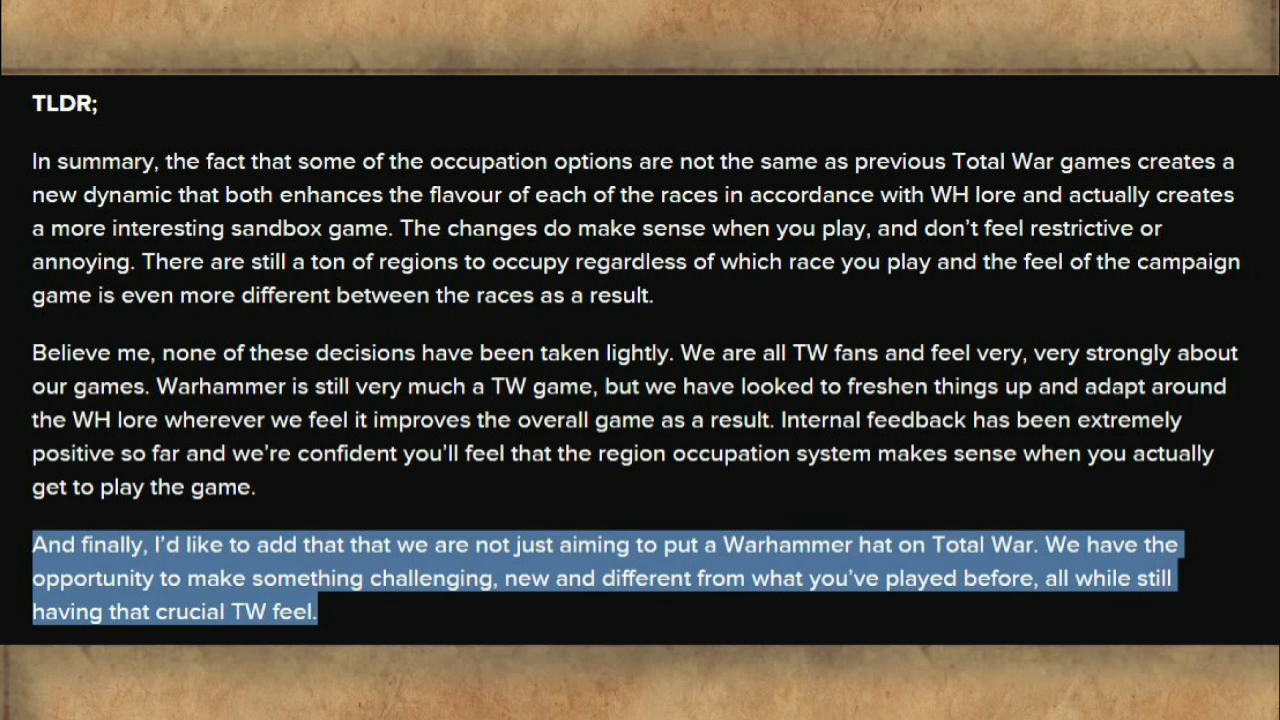 TLDR;
In summary, the fact that some of the occupation options are not the same as previous Total War games creates a
new dynamic that both enhances the flavour of each of the races in accordance with WH lore and actually creates
a more interesting sandbox game. The changes do make sense when you play, and don't feel restrictive or
annoying. There are still a ton of regions to occupy regardless of which race you play and the feel of the campaign
game is even more different between the races as a result.
Believe me, none of these decisions have been taken lightly. We are all TW fans and feel very, very strongly about
our games. Warhammer is still very much a TW game, but we have looked to freshen things up and adapt around
the WH lore wherever we feel it improves the overall game as a result. Internal feedback has been extremely
positive so far and we're confident you'll feel that the region occupation system makes sense when you actually
get to play the game.
And finally, I'd like to add that that we are not just aiming to put a Warhammer hat on Total War. We have the
opportunity to make something challenging, new and different from what you've played before, all while still
having that crucial TW feel.